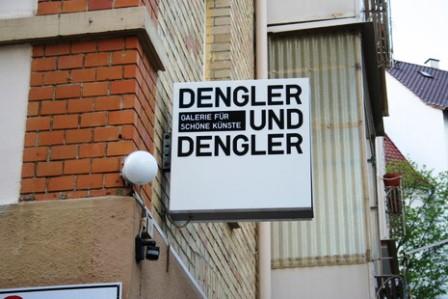 DENGLER
GALERIE FÜR
SCHÖNE KÜNSTE
UND
DENGLER